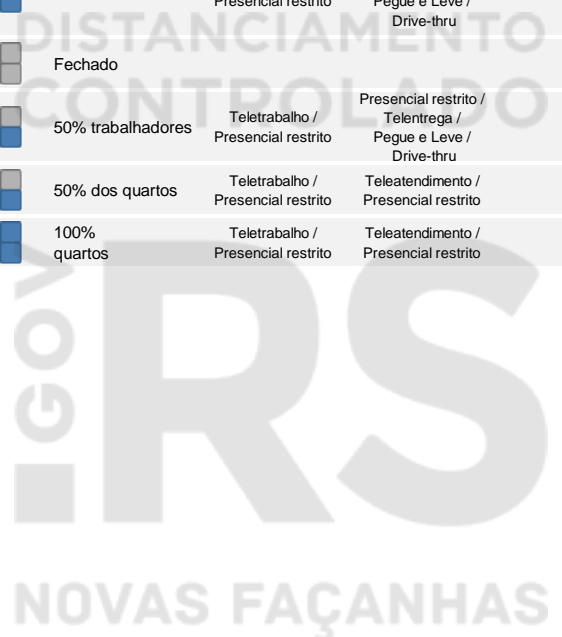 Presencial restrito
Pegue e Leve /
Drive-thru
DISTANCIAMENTO
CONTROLADO
Fechado
50% trabalhadores
Teletrabalho /
Presencial restrito
Presencial restrito /
Telentrega /
Pegue e Leve /
Drive-thru
50% dos quartos
Teletrabalho /
Presencial restrito
Teleatendimento /
Presencial restrito
100%
quartos
Teletrabalho /
Presencial restrito
Teleatendimento /
Presencial restrito
GOV
RS
NOVAS FAÇANHAS